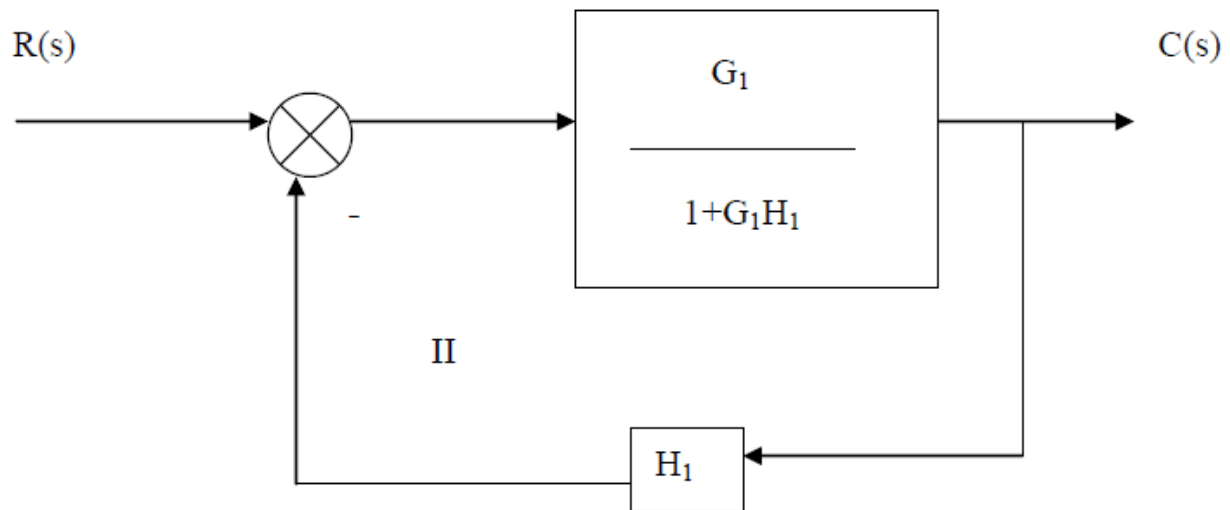 R(s)
C(s)
G₁
1+G₁H₁
-
II
H₁